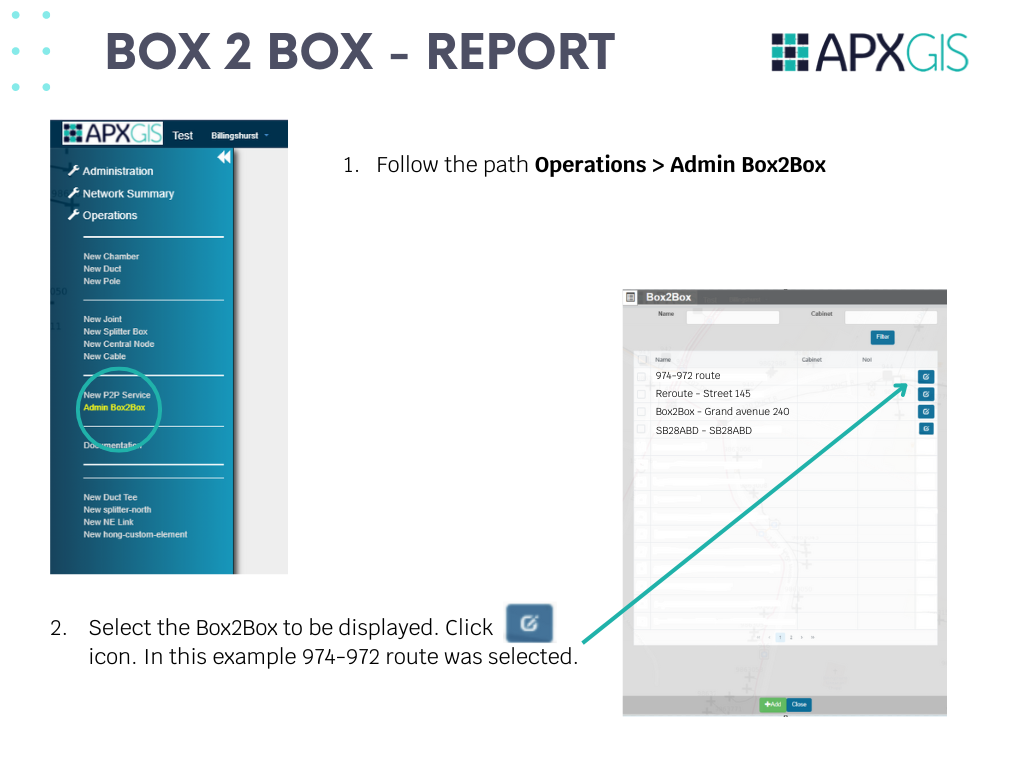 BOX 2 BOX - REPORT
APXGIS
APXGIS Test Billingshurst
Administration
Network Summary
Operations
New Chamber
New Duct
New Pole
New Joint
New Splitter Box
New Central Node
New Cable
New P2P Service
Admin Box2Box
Documentation
New Duct Tee
New splitter-north
New NE Link
New hong-custom-element
1. Follow the path Operations > Admin Box2Box
Box2Box
Name Cabinet
Filter
Name Cabinet Nol
974-972 route
Reroute - Street 145
Box2Box - Grand avenue 240
SB28ABD - SB28ABD
« ‹ 1 2 › »
+Add Close
2. Select the Box2Box to be displayed. Click
icon. In this example 974-972 route was selected.